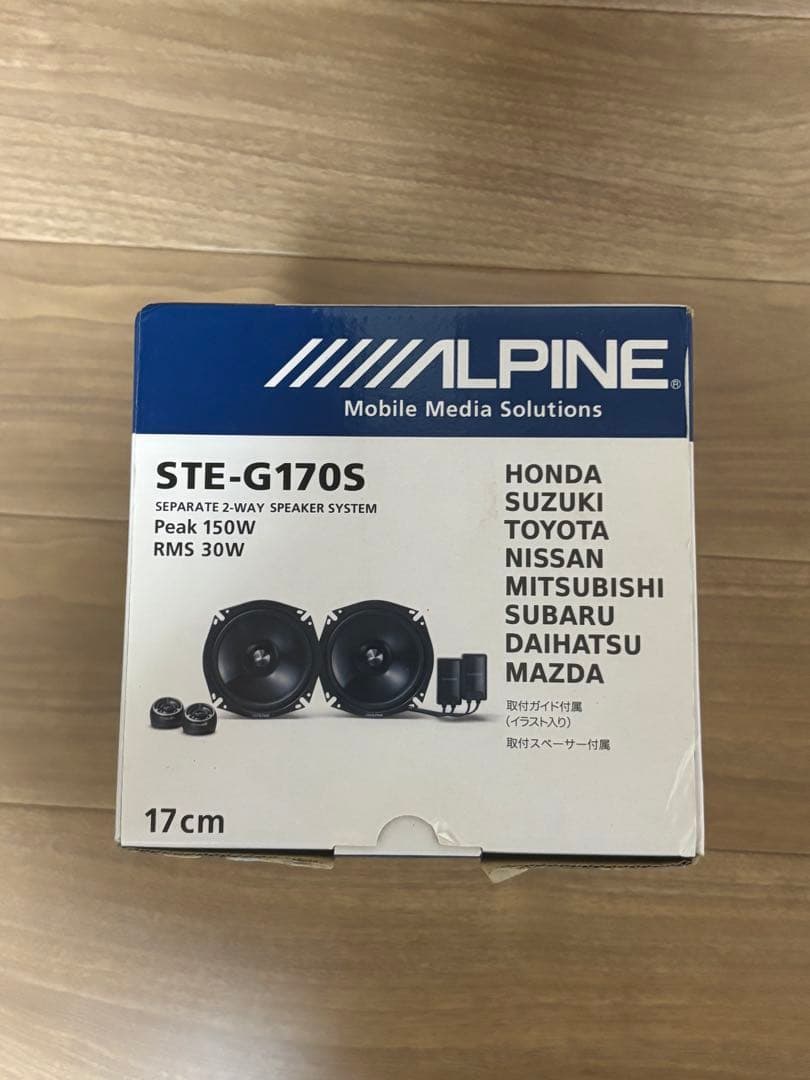 ALPINE®
Mobile Media Solutions
STE-G170S
SEPARATE 2-WAY SPEAKER SYSTEM
Peak 150W
RMS 30W
HONDA
SUZUKI
TOYOTA
NISSAN
MITSUBISHI
SUBARU
DAIHATSU
MAZDA
取付ガイド付属
(イラスト入り)
取付スペーサー付属
ALPINE
ALPINE
17cm